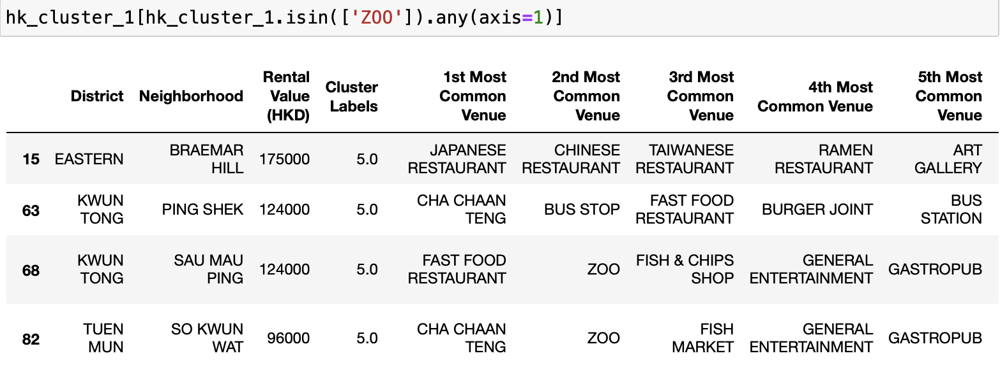 hk_cluster_1[hk_cluster_1.isin(['ZOO']).any(axis=1)]
District Neighborhood Rental Value (HKD) Cluster Labels 1st Most Common Venue 2nd Most Common Venue 3rd Most Common Venue 4th Most Common Venue 5th Most Common Venue
15 EASTERN BRAEMAR HILL 175000 5.0 JAPANESE RESTAURANT CHINESE RESTAURANT TAIWANESE RESTAURANT RAMEN RESTAURANT ART GALLERY
63 KWUN TONG PING SHEK 124000 5.0 CHA CHAAN TENG BUS STOP FAST FOOD RESTAURANT BURGER JOINT BUS STATION
68 KWUN TONG SAU MAU PING 124000 5.0 FAST FOOD RESTAURANT ZOO FISH & CHIPS SHOP GENERAL ENTERTAINMENT GASTROPUB
82 TUEN MUN SO KWUN WAT 96000 5.0 CHA CHAAN TENG ZOO FISH MARKET GENERAL ENTERTAINMENT GASTROPUB